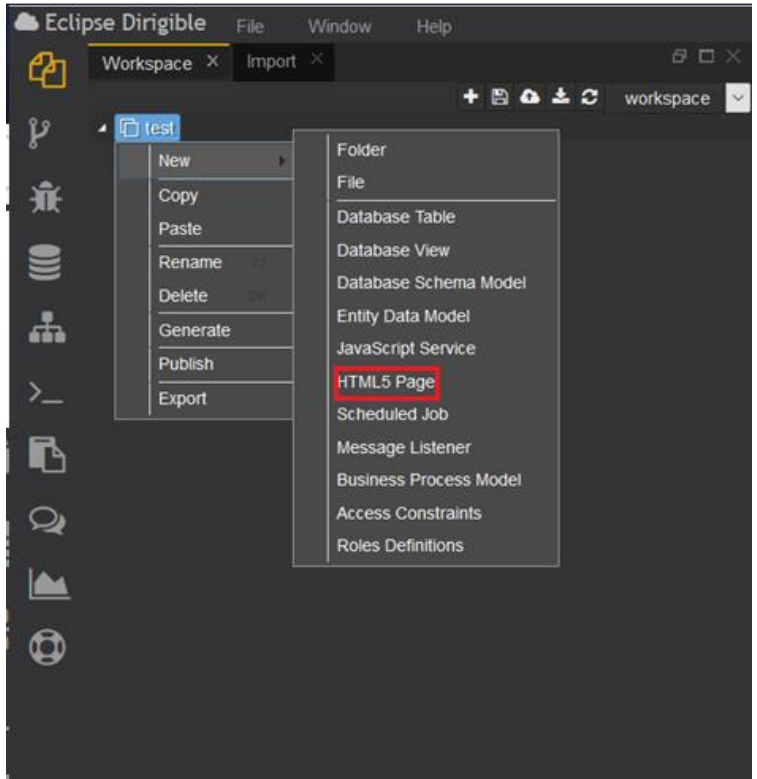 Eclipse Dirigible File Window Help
Workspace × Import ×
workspace
test
New
Copy
Paste
Rename
Delete
Generate
Publish
Export
Folder
File
Database Table
Database View
Database Schema Model
Entity Data Model
JavaScript Service
HTML5 Page
Scheduled Job
Message Listener
Business Process Model
Access Constraints
Roles Definitions